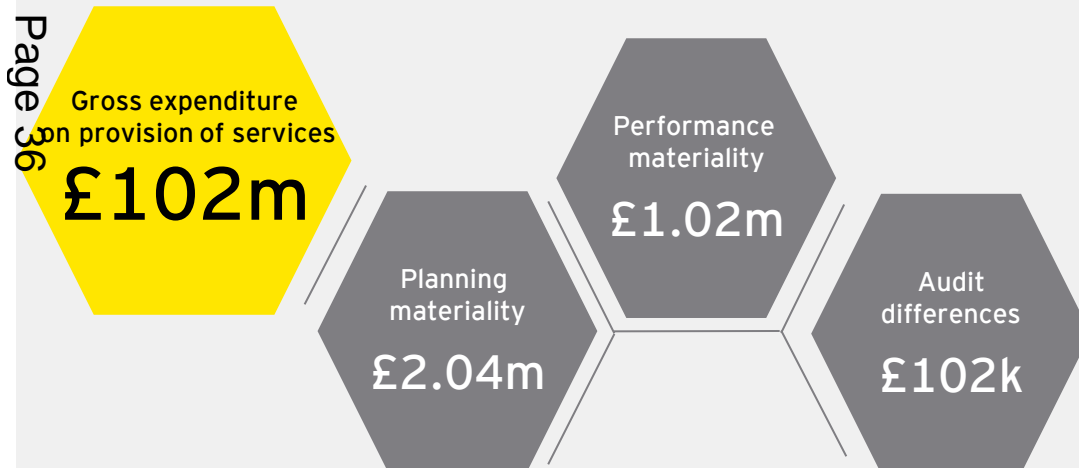 Page 36
Gross expenditure
on provision of services
£102m
Planning
materiality
£2.04m
Performance
materiality
£1.02m
Audit
differences
£102k